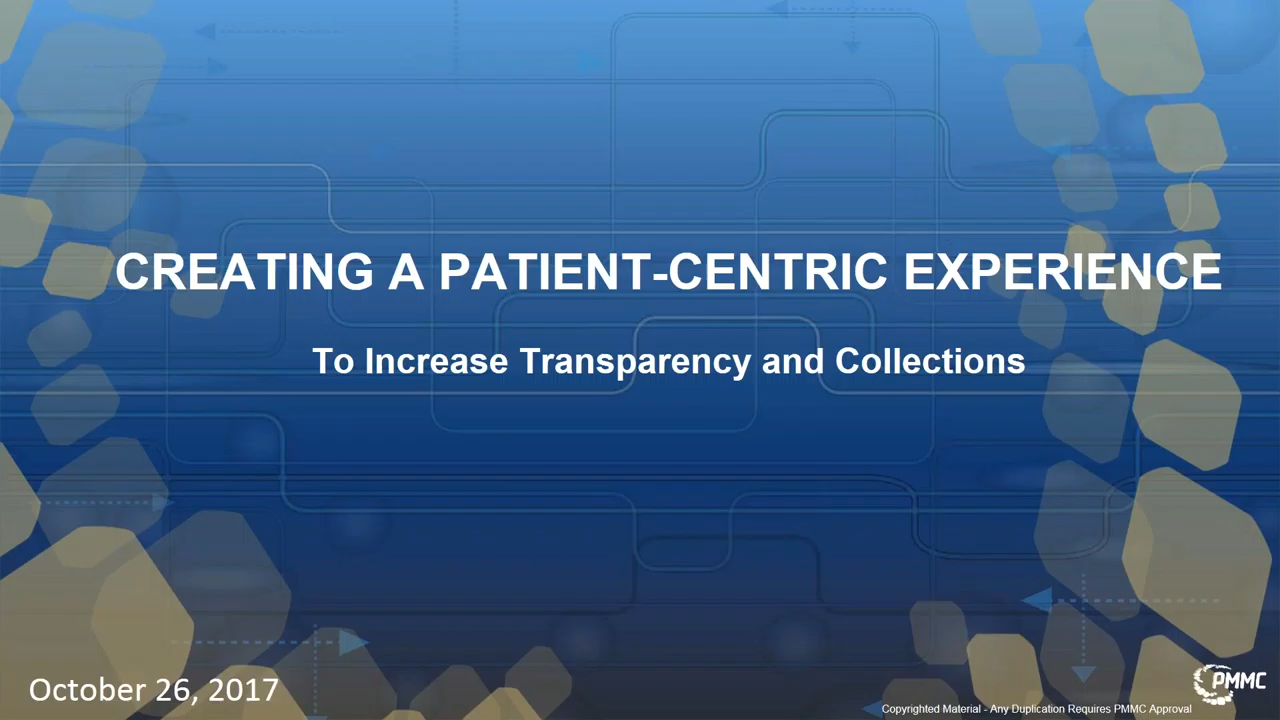 CREATING A PATIENT-CENTRIC EXPERIENCE
To Increase Transparency and Collections
October 26, 2017
PMMC
Copyrighted Material - Any Duplication Requires PMMC Approval